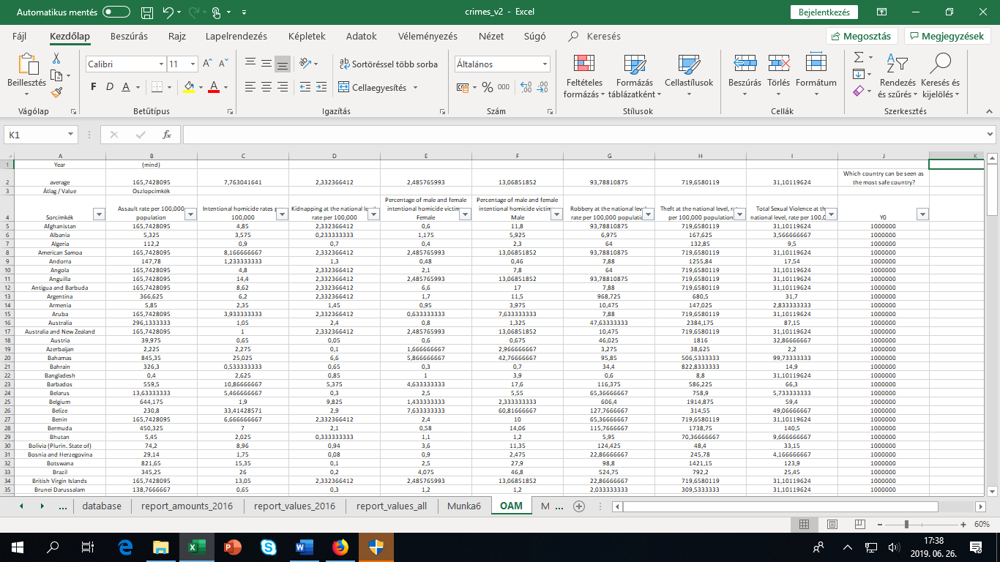 Automatikus mentés
crimes_v2 - Excel
Bejelentkezés
Fájl Kezdőlap Beszúrás Rajz Lapelrendezés Képletek Adatok Véleményezés Nézet Súgó Keresés Megosztás Megjegyzések
Beillesztés
Calibri 11
F D A A
Sortöréssel több sorba
Cellaegyesítés
Általános
% 000
Feltételes formázás
Formázás táblázatként
Cellastílusok
Beszúrás Törlés Formátum
Rendezés és szűrés
Keresés és kijelölés
Vágólap Betűtípus Igazítás Szám Stílusok Cellák Szerkesztés
K1 fx
A B C D E F G H I J K
1 Year (mind)
2 average 165,7428095 7,763041641 2,332366412 2,485765993 13,06851852 93,78810875 719,6580119 31,10119624 Which country can be seen as the most safe country?
3 Átlag / Value Oszlopcímkék
4 Sorcímkék Assault rate per 100,000 population Intentional homicide rates 100,000 Kidnapping at the national rate per 100,000 Percentage of male and female intentional homicide Female Percentage of male and female intentional homicide Male Robbery at the national rate per 100,000 Theft at the national level, per 100,000 population Total Sexual Violence at national level, rate per Y0
5 Afghanistan 165,7428095 4,85 2,332366412 0,6 11,8 93,78810875 719,6580119 31,10119624 1000000
6 Albania 5,325 3,575 0,233333333 1,175 5,925 6,975 167,625 3,566666667 1000000
7 Algeria 112,2 0,9 0,7 0,4 2,3 64 132,85 9,5 1000000
8 American Samoa 165,7428095 8,166666667 2,332366412 2,485765993 13,06851852 93,78810875 719,6580119 31,10119624 1000000
9 Andorra 147,78 1,233333333 1,3 0,48 0,46 7,88 1255,84 17,54 1000000
10 Angola 165,7428095 4,8 2,332366412 2,1 7,8 64 719,6580119 31,10119624 1000000
11 Anguilla 165,7428095 14,4 2,332366412 2,485765993 13,06851852 93,78810875 719,6580119 31,10119624 1000000
12 Antigua and Barbuda 165,7428095 8,62 2,332366412 6,6 17 7,88 719,6580119 31,10119624 1000000
13 Argentina 366,625 6,2 2,332366412 1,7 11,5 968,725 680,5 31,7 1000000
14 Armenia 5,85 2,35 1,45 0,95 3,975 10,475 147,025 2,833333333 1000000
15 Aruba 165,7428095 3,933333333 2,332366412 0,633333333 7,633333333 7,88 719,6580119 31,10119624 1000000
16 Australia 296,1333333 1,05 2,4 0,8 1,325 47,63333333 2384,175 87,15 1000000
17 Australia and New Zealand 165,7428095 1 2,332366412 2,485765993 13,06851852 10,475 719,6580119 31,10119624 1000000
18 Austria 39,975 0,65 0,05 0,6 0,675 46,025 1816 32,86666667 1000000
19 Azerbaijan 2,225 2,275 0,1 1,666666667 2,966666667 3,275 38,625 2,2 1000000
20 Bahamas 845,35 25,025 6,6 5,866666667 42,76666667 95,85 506,5333333 99,73333333 1000000
21 Bahrain 326,3 0,533333333 0,65 0,3 0,7 34,4 822,8333333 14,9 1000000
22 Bangladesh 0,4 2,625 0,85 1 3,9 0,6 8,8 31,10119624 1000000
23 Barbados 559,5 10,86666667 5,375 4,633333333 17,6 116,375 586,225 66,3 1000000
24 Belarus 13,63333333 5,466666667 0,3 2,5 5,55 65,36666667 758,9 5,733333333 1000000
25 Belgium 644,175 1,9 9,825 1,433333333 2,333333333 606,4 1914,875 59,4 1000000
26 Belize 230,8 33,41428571 2,9 7,633333333 60,81666667 127,7666667 314,55 49,06666667 1000000
27 Benin 165,7428095 6,666666667 2,332366412 2,4 10 65,36666667 719,6580119 31,10119624 1000000
28 Bermuda 450,325 7 2,1 0,58 14,06 115,7666667 1738,75 140,5 1000000
29 Bhutan 5,45 2,025 0,333333333 1,1 1,2 5,95 70,36666667 9,666666667 1000000
30 Bolivia (Plurin. State of) 74,2 8,96 0,94 3,6 11,35 124,425 48,4 33,15 1000000
31 Bosnia and Herzegovina 29,14 1,75 0,08 0,9 2,475 22,86666667 245,78 4,166666667 1000000
32 Botswana 821,65 15,35 0,1 2,5 27,9 98,8 1421,15 123,9 1000000
33 Brazil 345,25 26 0,2 4,075 46,8 524,75 792,2 25,45 1000000
34 British Virgin Islands 165,7428095 13,05 2,332366412 2,485765993 13,06851852 22,86666667 719,6580119 31,10119624 1000000
35 Brunei Darussalam 138,7666667 0,65 0,3 1,2 1,2 2,033333333 309,5333333 31,10119624 1000000
... database report_amounts_2016 report_values_2016 report_values_all Munka6 OAM M ...
60%
17:38
2019. 06. 26.